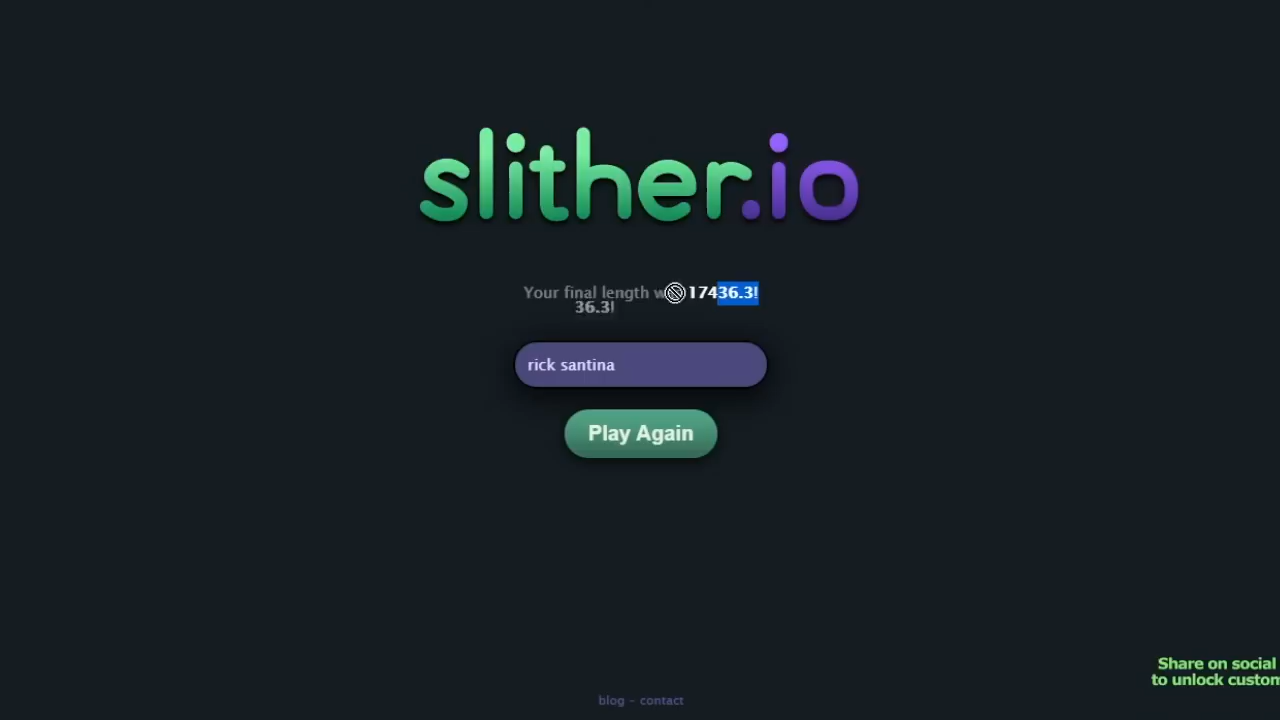 slither.io
Your final length w 17436.3!
36.3!
rick santina
Play Again
Share on social
to unlock custom
blog - contact